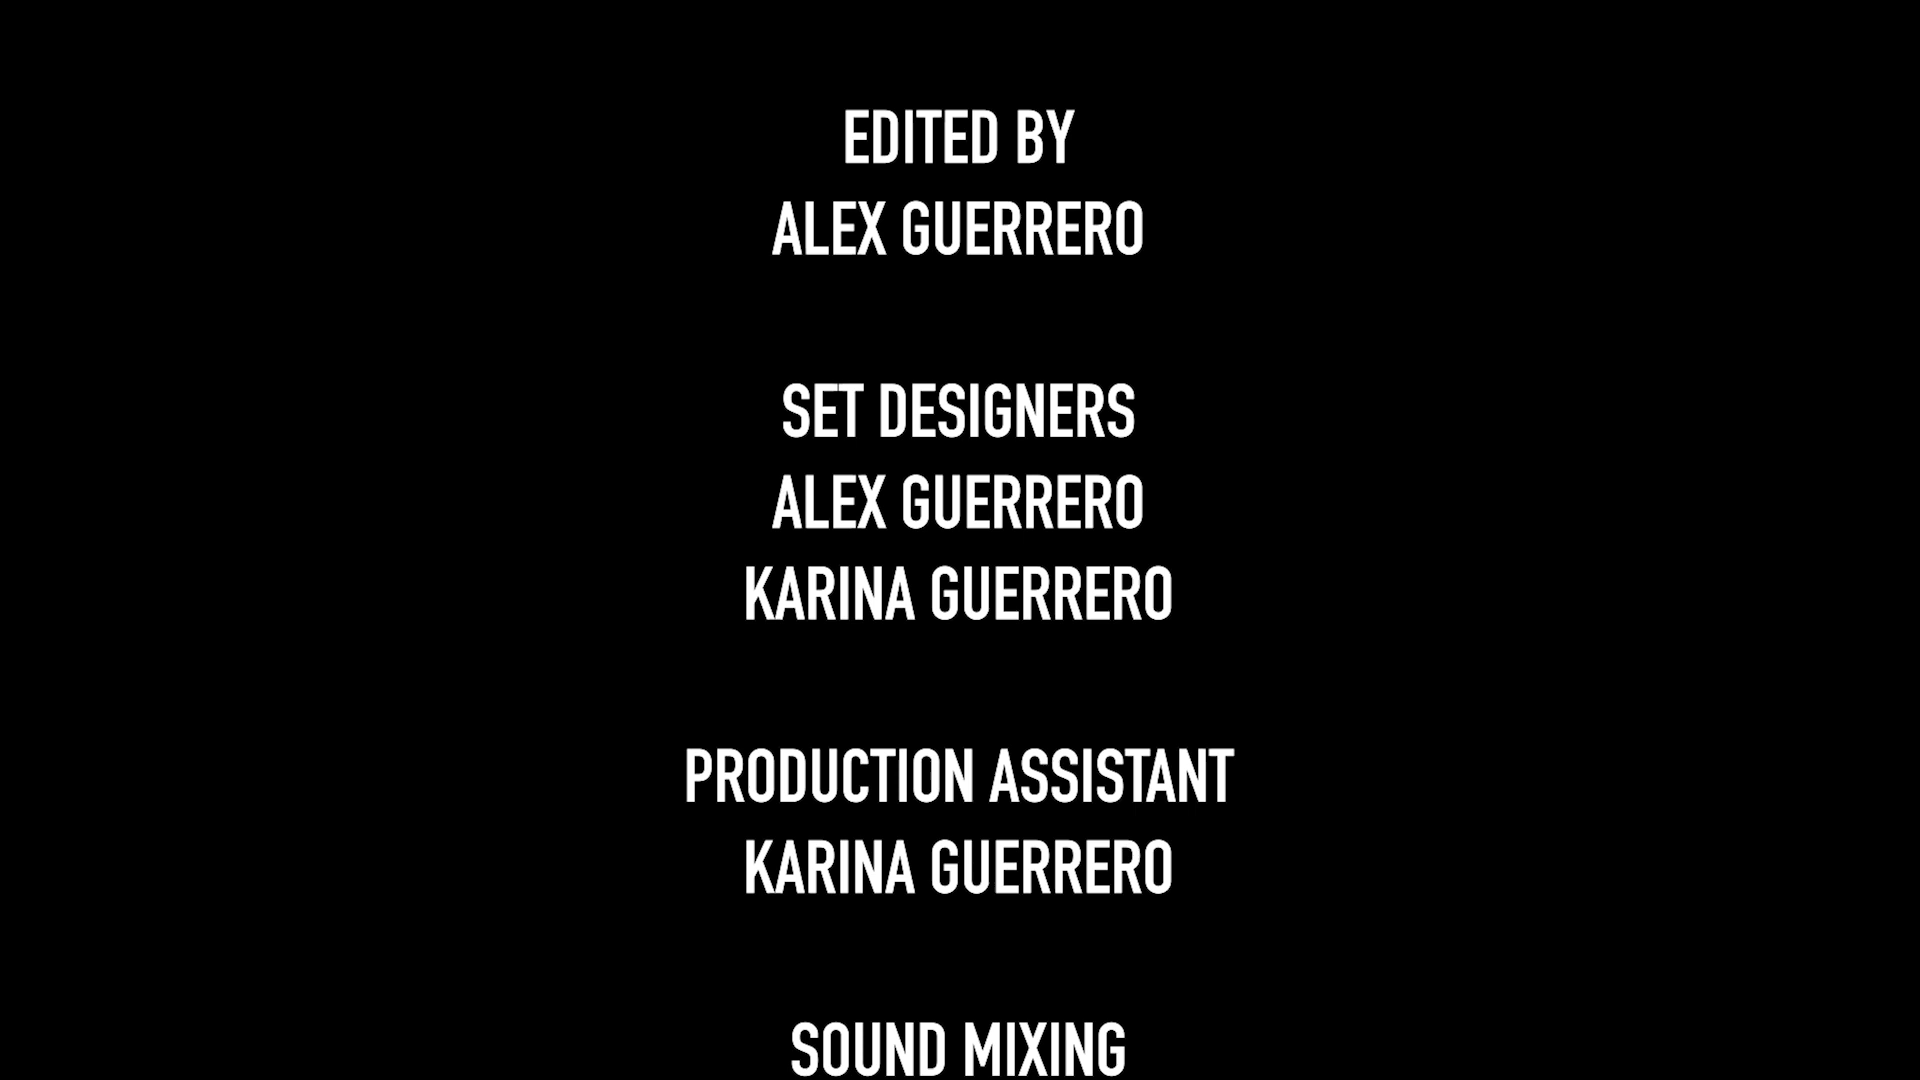 EDITED BY
ALEX GUERRERO
SET DESIGNERS
ALEX GUERRERO
KARINA GUERRERO
PRODUCTION ASSISTANT
KARINA GUERRERO
SOUND MIXING